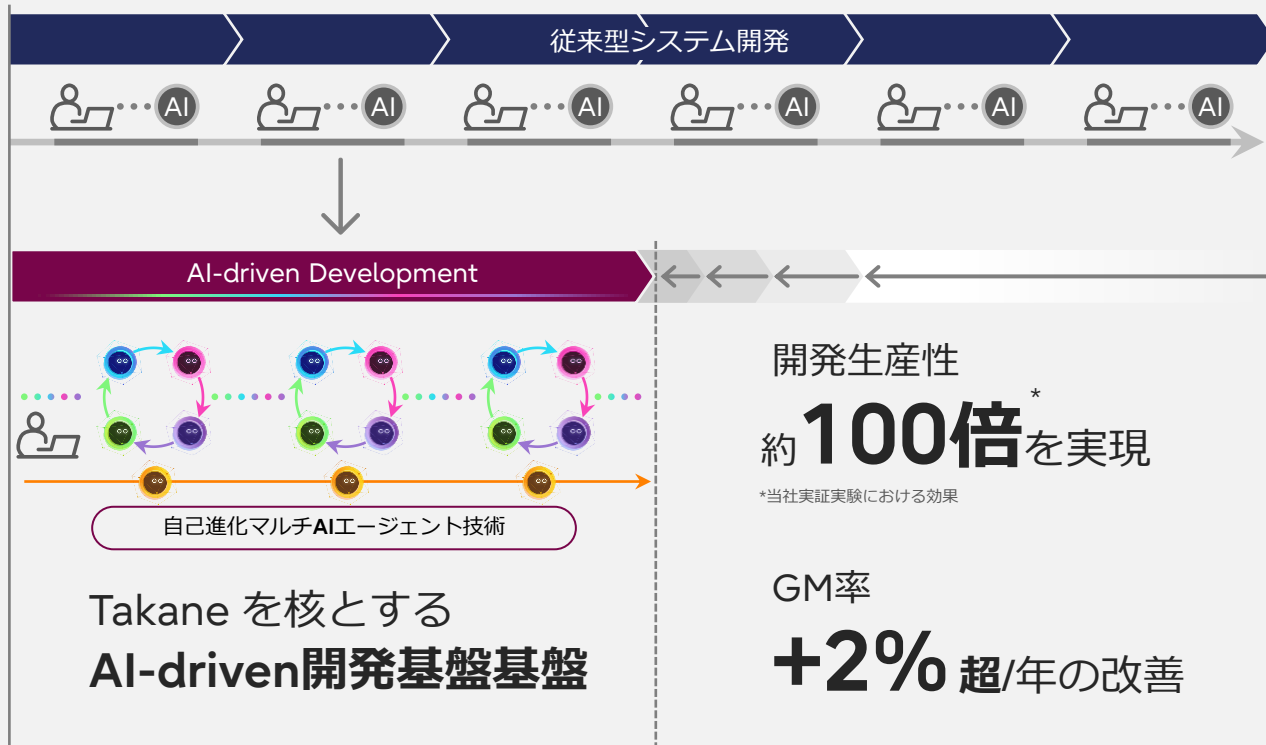 従来型システム開発
AI AI AI AI AI AI
AI-driven Development
自己進化マルチAIエージェント技術
Takane を核とする
AI-driven開発基盤基盤
開発生産性
約100倍*を実現
*当社実証実験における効果
GM率
+2% 超/年の改善